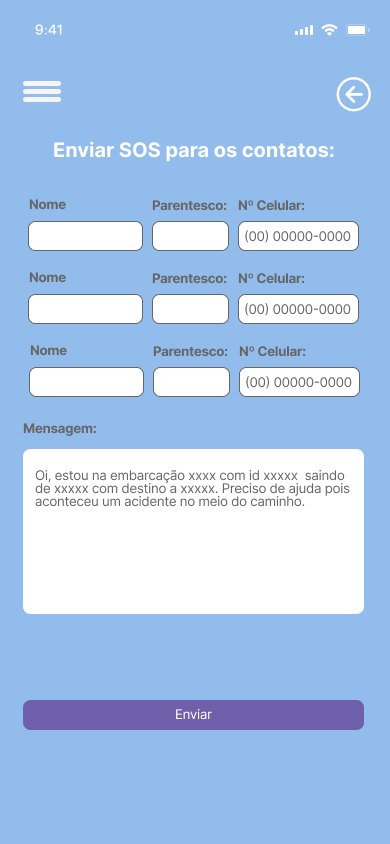 9:41
Enviar SOS para os contatos:
Nome Parentesco: Nº Celular:
(00) 00000-0000
Nome Parentesco: Nº Celular:
(00) 00000-0000
Nome Parentesco: Nº Celular:
(00) 00000-0000
Mensagem:
Oi, estou na embarcação xxxx com id xxxxx  saindo
de xxxxx com destino a xxxxx. Preciso de ajuda pois
aconteceu um acidente no meio do caminho.
Enviar